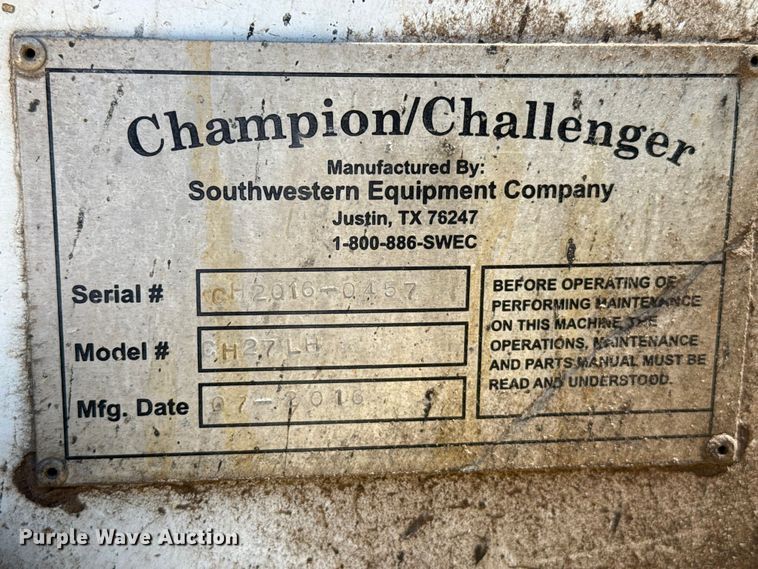 Champion/Challenger
Manufactured By:
Southwestern Equipment Company
Justin, TX 76247
1-800-886-SWEC
Serial # CH2016-0457
Model # CH27LH
Mfg. Date 07-2016
BEFORE OPERATING OR
PERFORMING MAINTENANCE
ON THIS MACHINE, THE
OPERATIONS, MAINTENANCE
AND PARTS MANUAL MUST BE
READ AND UNDERSTOOD.
Purple Wave Auction